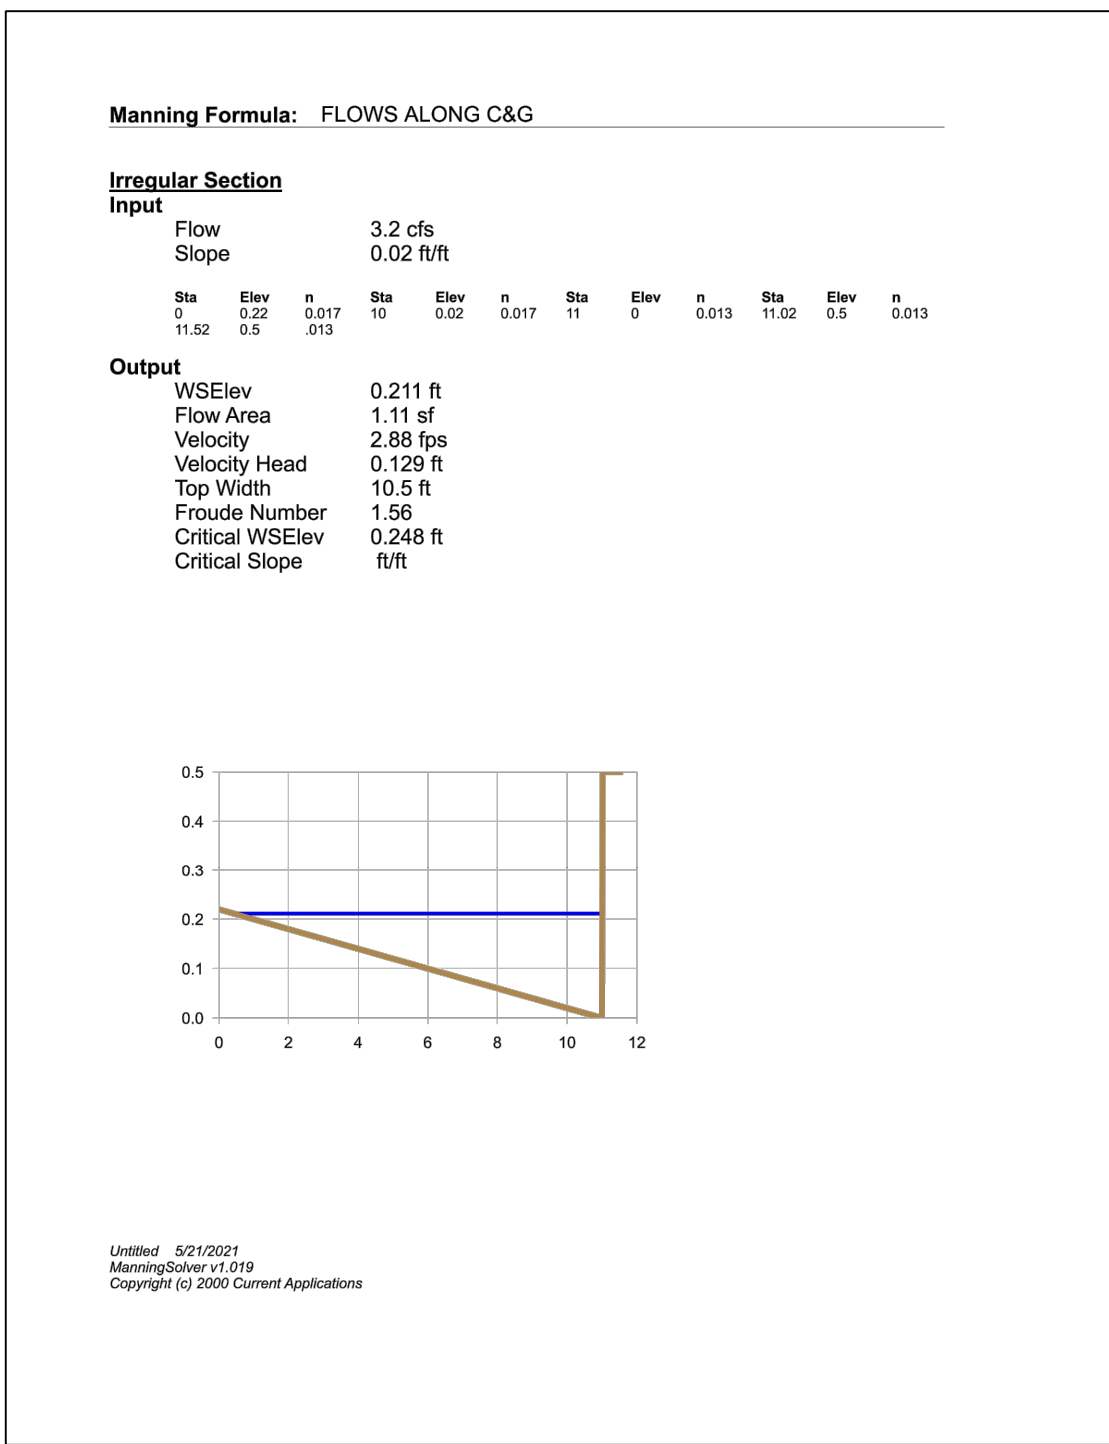 Manning Formula: FLOWS ALONG C&G
Irregular Section
Input
Flow 3.2 cfs
Slope 0.02 ft/ft
Sta Elev n Sta Elev n Sta Elev n Sta Elev n
0 0.22 0.017 10 0.02 0.017 11 0 0.013 11.02 0.5 0.013
11.52 0.5 .013
Output
WSElev 0.211 ft
Flow Area 1.11 sf
Velocity 2.88 fps
Velocity Head 0.129 ft
Top Width 10.5 ft
Froude Number 1.56
Critical WSElev 0.248 ft
Critical Slope ft/ft
0.5
0.4
0.3
0.2
0.1
0.0
0 2 4 6 8 10 12
Untitled 5/21/2021
ManningSolver v1.019
Copyright (c) 2000 Current Applications